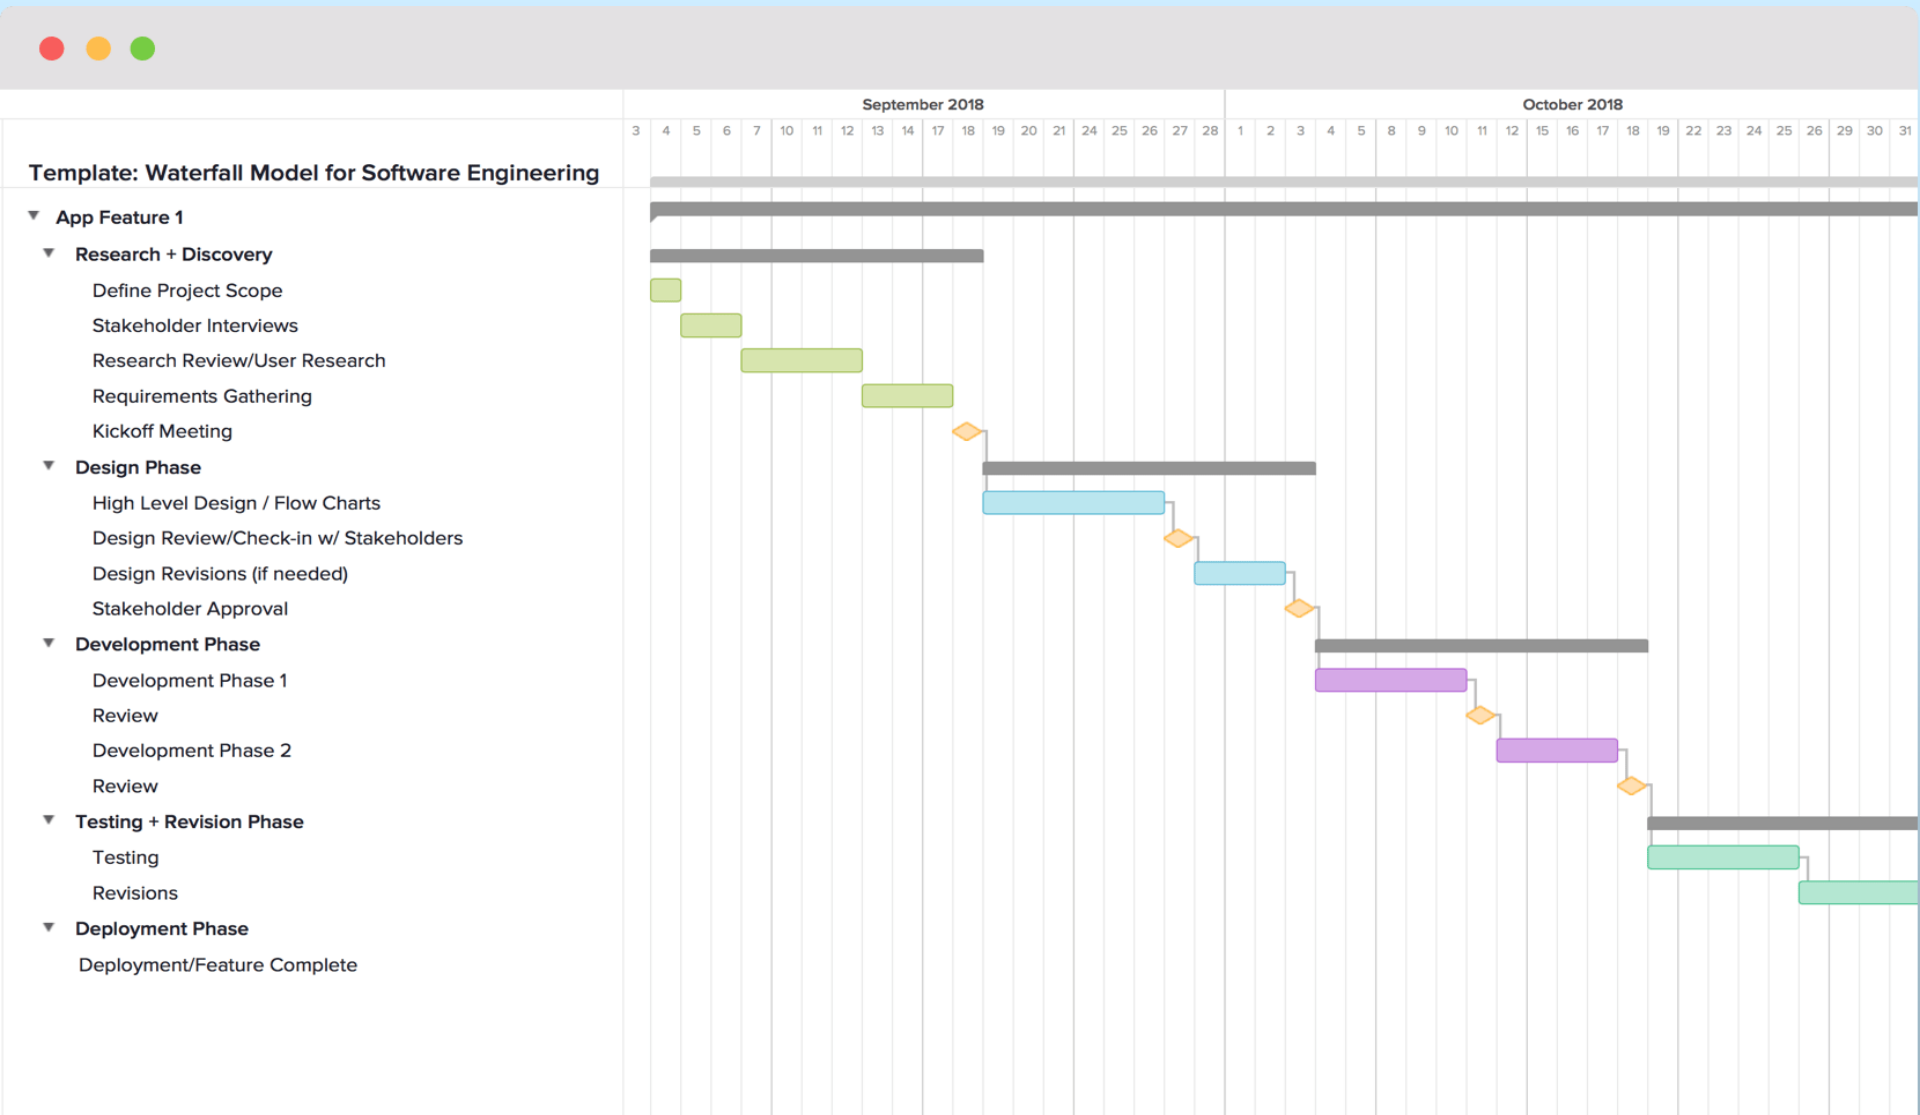 September 2018 October 2018
3 4 5 6 7 10 11 12 13 14 17 18 19 20 21 24 25 26 27 28 1 2 3 4 5 8 9 10 11 12 15 16 17 18 19 22 23 24 25 26 29 30 31
Template: Waterfall Model for Software Engineering
App Feature 1
Research + Discovery
Define Project Scope
Stakeholder Interviews
Research Review/User Research
Requirements Gathering
Kickoff Meeting
Design Phase
High Level Design / Flow Charts
Design Review/Check-in w/ Stakeholders
Design Revisions (if needed)
Stakeholder Approval
Development Phase
Development Phase 1
Review
Development Phase 2
Review
Testing + Revision Phase
Testing
Revisions
Deployment Phase
Deployment/Feature Complete